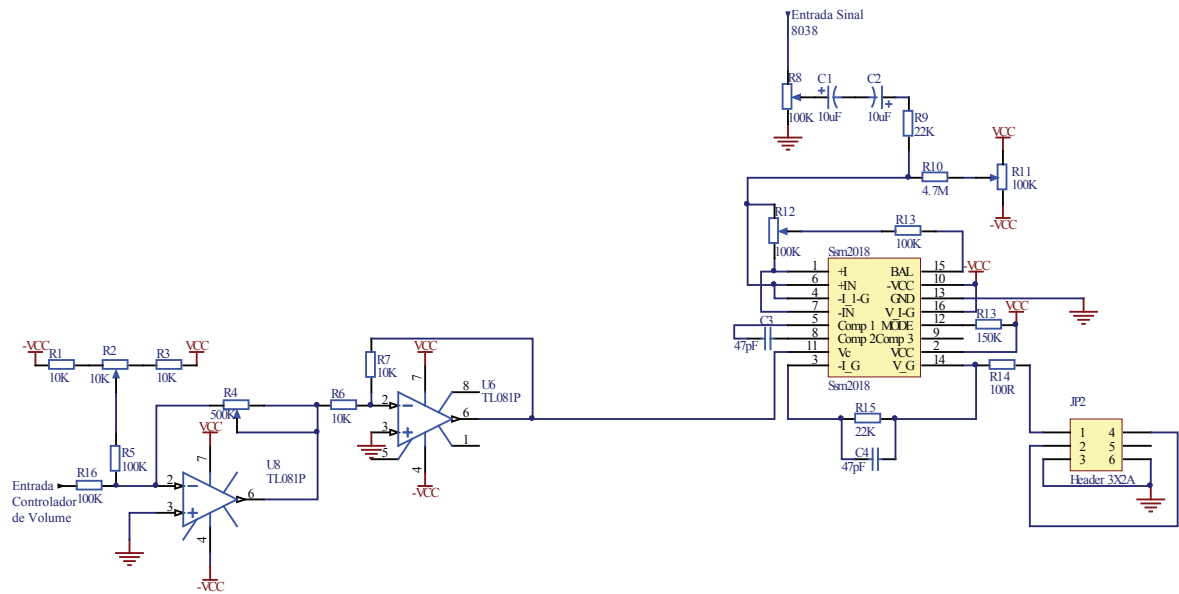 Entrada Sinal
8038
R8
100K
C1
+
10uF
C2
10uF
+
R9
22K
R10
4.7M
VCC
R11
100K
-VCC
R12
100K
R13
100K
Ssm2018
1 +I BAL 15
-VCC
6 +IN -VCC 10
4 -I_1-G GND 13
7 -IN V_I-G 16
VCC
5 Comp 1 MODE 12
R13
150K
8 Comp 2 Comp 3 9
11 Vc VCC 2
3 -I_G V_G 14
Ssm2018
C3
47pF
R14
100R
R15
22K
C4
47pF
JP2
1 4
2 5
3 6
Header 3X2A
-VCC
R1
10K
R2
10K
R3
10K
VCC
R4
500K
R5
100K
R16
100K
Entrada
Controlador
de Volume
VCC
7
2
3
6
4
U8
TL081P
-VCC
R6
10K
R7
10K
VCC
7
8
U6
TL081P
2
3
6
5
1
4
-VCC